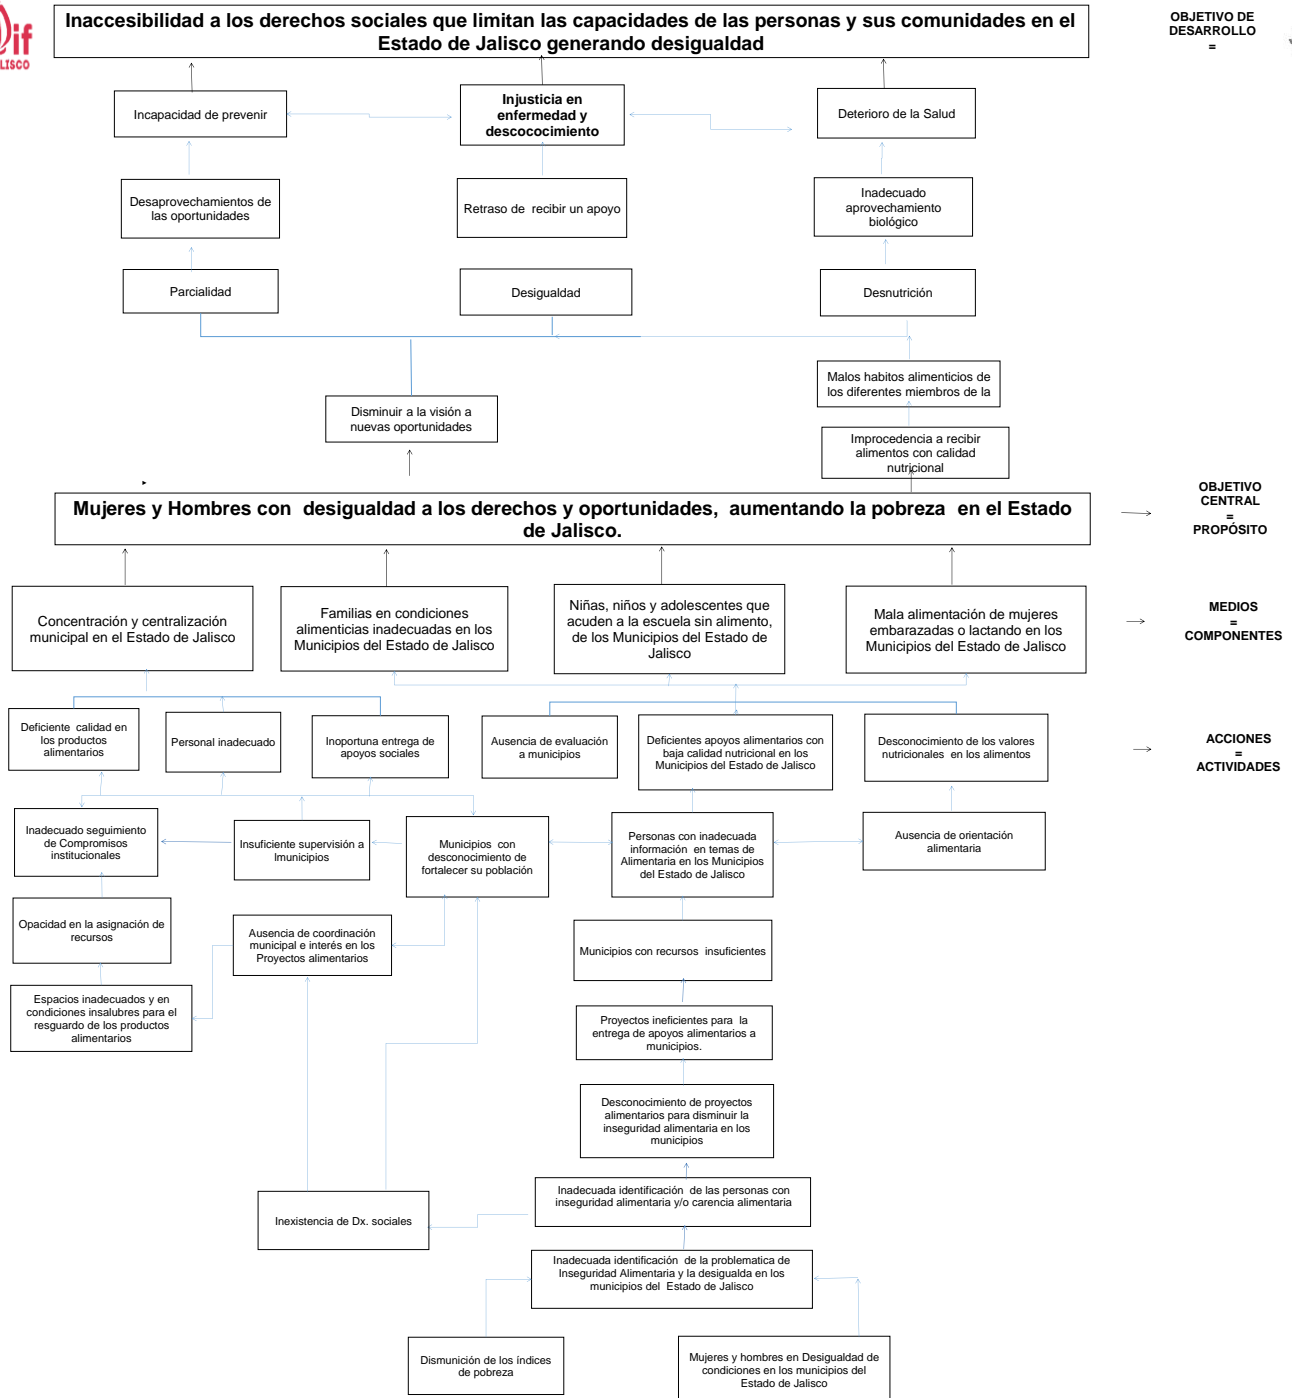 if
LISCO
Inaccesibilidad a los derechos sociales que limitan las capacidades de las personas y sus comunidades en el
Estado de Jalisco generando desigualdad
OBJETIVO DE
DESARROLLO
=
Incapacidad de prevenir
Injusticia en
enfermedad y
descococimiento
Deterioro de la Salud
Desaprovechamientos de
las oportunidades
Retraso de  recibir un apoyo
Inadecuado
aprovechamiento
biológico
Parcialidad
Desigualdad
Desnutrición
Malos habitos alimenticios de
los diferentes miembros de la
Disminuir a la visión a
nuevas oportunidades
Improcedencia a recibir
alimentos con calidad
nutricional
Mujeres y Hombres con  desigualdad a los derechos y oportunidades,  aumentando la pobreza  en el Estado
de Jalisco.
OBJETIVO
CENTRAL
=
PROPÓSITO
Concentración y centralización
municipal en el Estado de Jalisco
Familias en condiciones
alimenticias inadecuadas en los
Municipios del Estado de Jalisco
Niñas, niños y adolescentes que
acuden a la escuela sin alimento,
de los Municipios del Estado de
Jalisco
Mala alimentación de mujeres
embarazadas o lactando en los
Municipios del Estado de Jalisco
MEDIOS
=
COMPONENTES
Deficiente  calidad en
los productos
alimentarios
Personal inadecuado
Inoportuna entrega de
apoyos sociales
Ausencia de evaluación
a municipios
Deficientes apoyos alimentarios con
baja calidad nutricional en los
Municipios del Estado de Jalisco
Desconocimiento de los valores
nutricionales  en los alimentos
ACCIONES
=
ACTIVIDADES
Inadecuado seguimiento
de Compromisos
institucionales
Insuficiente supervisión a
lmunicipios
Municipios  con
desconocimiento de
fortalecer su población
Personas con inadecuada
información  en temas de
Alimentaria en los Municipios
del Estado de Jalisco
Ausencia de orientación
alimentaria
Opacidad en la asignación de
recursos
Ausencia de coordinación
municipal e interés en los
Proyectos alimentarios
Municipios con recursos  insuficientes
Espacios inadecuados y en
condiciones insalubres para el
resguardo de los productos
alimentarios
Proyectos ineficientes para  la
entrega de apoyos alimentarios a
municipios.
Desconocimiento de proyectos
alimentarios para disminuir la
inseguridad alimentaria en los
municipios
Inadecuada identificación  de las personas con
inseguridad alimentaria y/o carencia alimentaria
Inexistencia de Dx. sociales
Inadecuada identificación  de la problematica de
Inseguridad Alimentaria y la desigualda en los
municipios del  Estado de Jalisco
Dismunición de los índices
de pobreza
Mujeres y hombres en Desigualdad de
condiciones en los municipios del
Estado de Jalisco